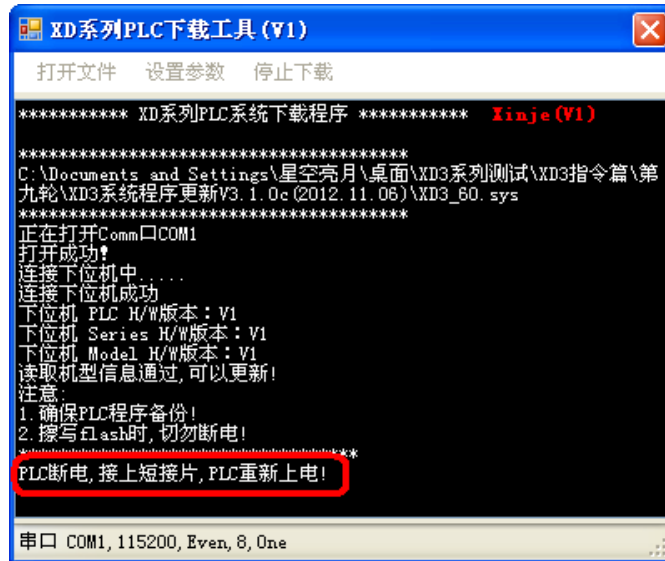 XD系列PLC下载工具(V1)
打开文件 设置参数 停止下载
*********** XD系列PLC系统下载程序 *********** Xinje(V1)
***************************************
C:\Documents and Settings\星空亮月\桌面\XD3系列测试\XD3指令篇\第
九轮\XD3系统程序更新V3.1.0c(2012.11.06)\XD3_60.sys
***************************************
正在打开Comm口COM1
打开成功!
连接下位机中.....
连接下位机成功
下位机 PLC H/W版本：V1
下位机 Series H/W版本：V1
下位机 Model H/W版本：V1
读取机型信息通过,可以更新!
注意:
1.确保PLC程序备份!
2.擦写flash时,切勿断电!
**********************************
PLC断电,接上短接片,PLC重新上电!
串口 COM1,115200,Even,8,One